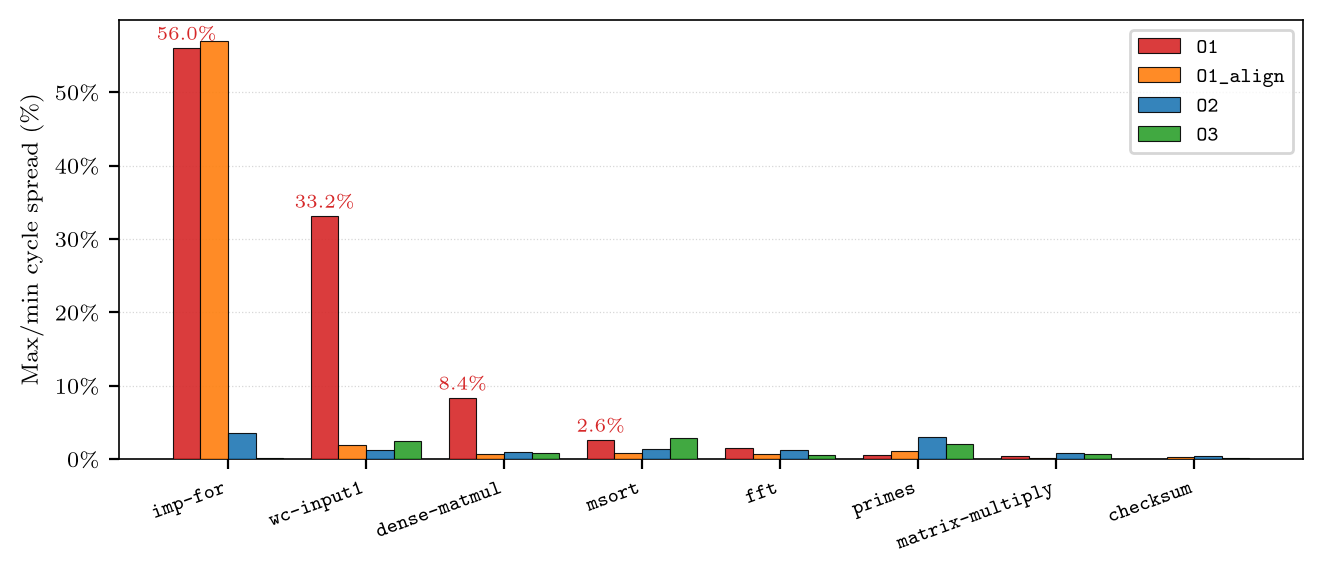 Max/min cycle spread (%)
50%
40%
30%
20%
10%
0%
56.0%
33.2%
8.4%
2.6%
O1
O1_align
O2
O3
imp-for
wc-input1
dense-matmul
msort
fft
primes
matrix-multiply
checksum